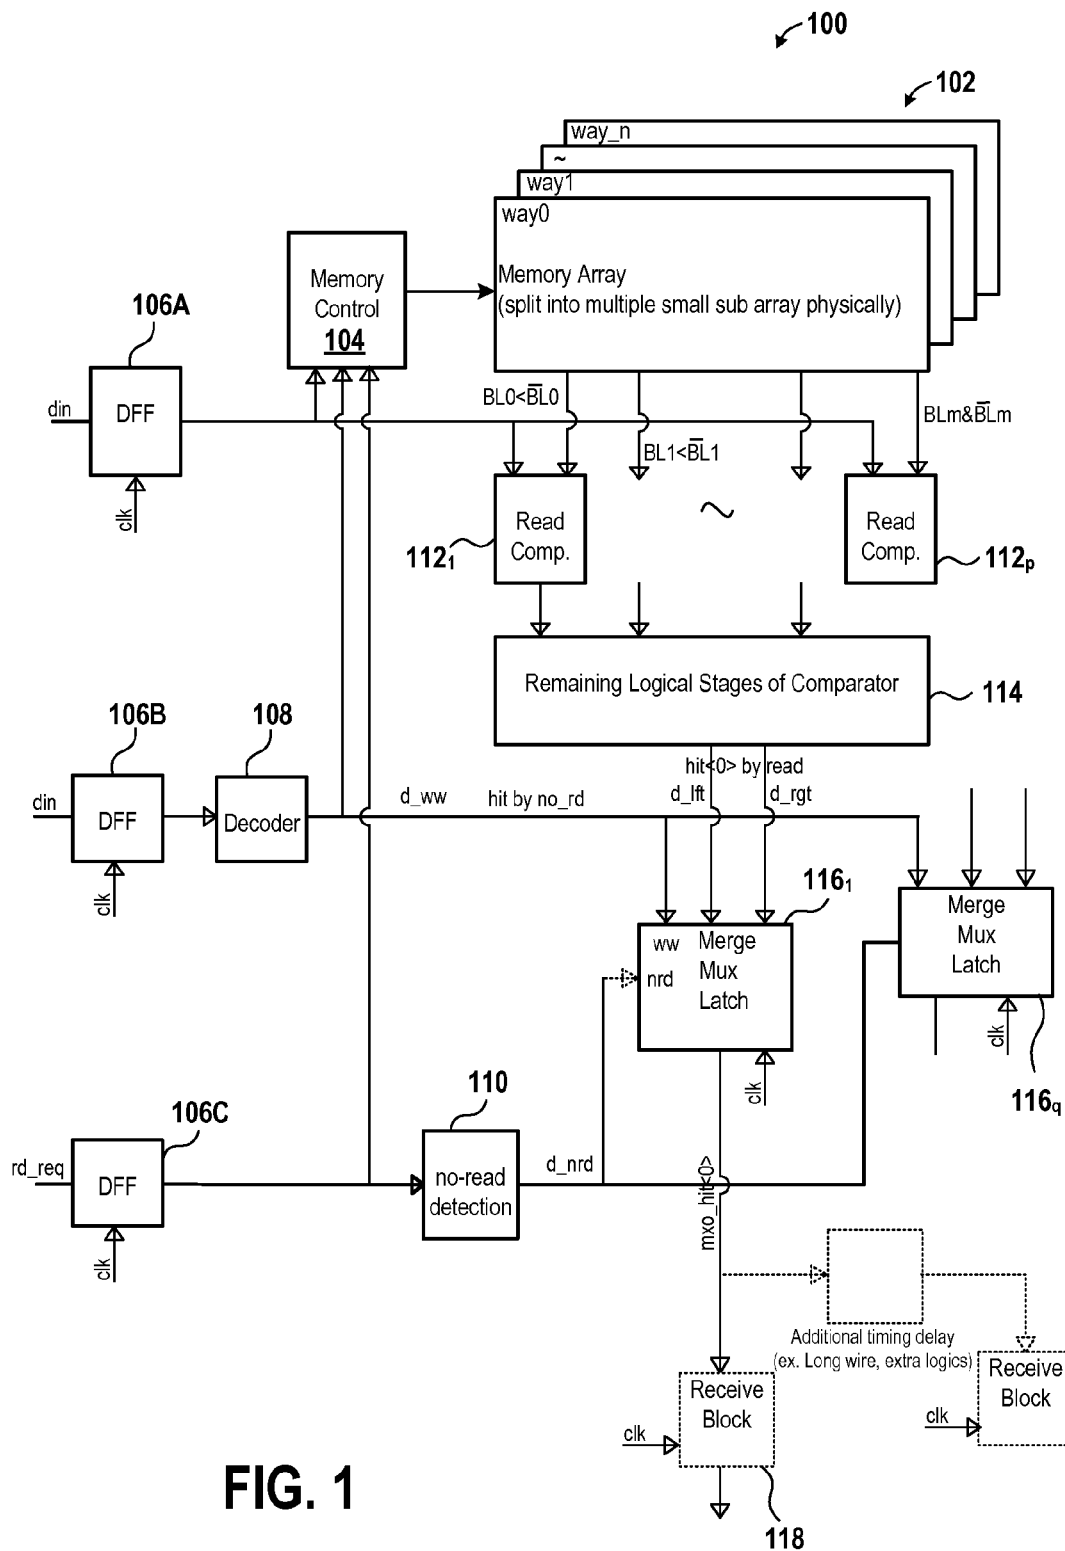 100
102
way_n
~
way1
way0
Memory Array
(split into multiple small sub array physically)
Memory
Control
104
106A
din
DFF
clk
BL0<B̅L0
BL1<B̅L1
BLm&B̅Lm
Read
Comp.
112₁
Read
Comp.
112ₚ
Remaining Logical Stages of Comparator
114
106B
108
din
DFF
clk
Decoder
d_ww
hit by no_rd
hit<0> by read
d_lft
d_rgt
116₁
ww
nrd
Merge
Mux
Latch
clk
Merge
Mux
Latch
clk
116q
106C
rd_req
DFF
clk
110
no-read
detection
d_nrd
mxo_hit<0>
Additional timing delay
(ex. Long wire, extra logics)
Receive
Block
clk
Receive
Block
clk
118
FIG. 1